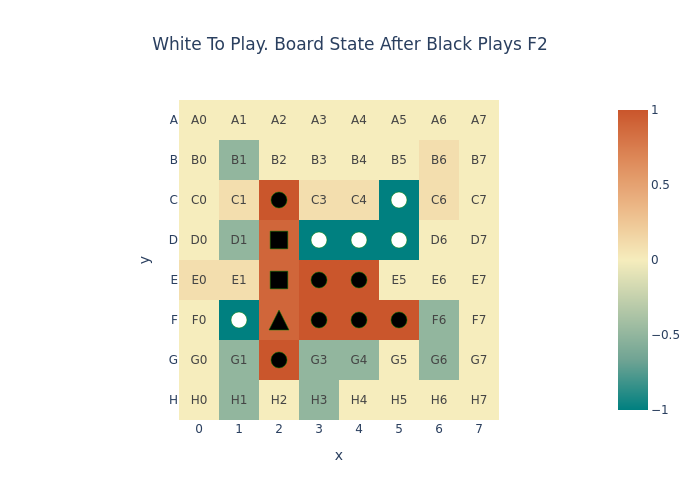 White To Play. Board State After Black Plays F2
A A0 A1 A2 A3 A4 A5 A6 A7
B B0 B1 B2 B3 B4 B5 B6 B7
C C0 C1 C3 C4 C6 C7
D D0 D1 D6 D7
E E0 E1 E5 E6 E7
F F0 F6 F7
G G0 G1 G3 G4 G5 G6 G7
H H0 H1 H2 H3 H4 H5 H6 H7
0 1 2 3 4 5 6 7
x
y
1
0.5
0
−0.5
−1